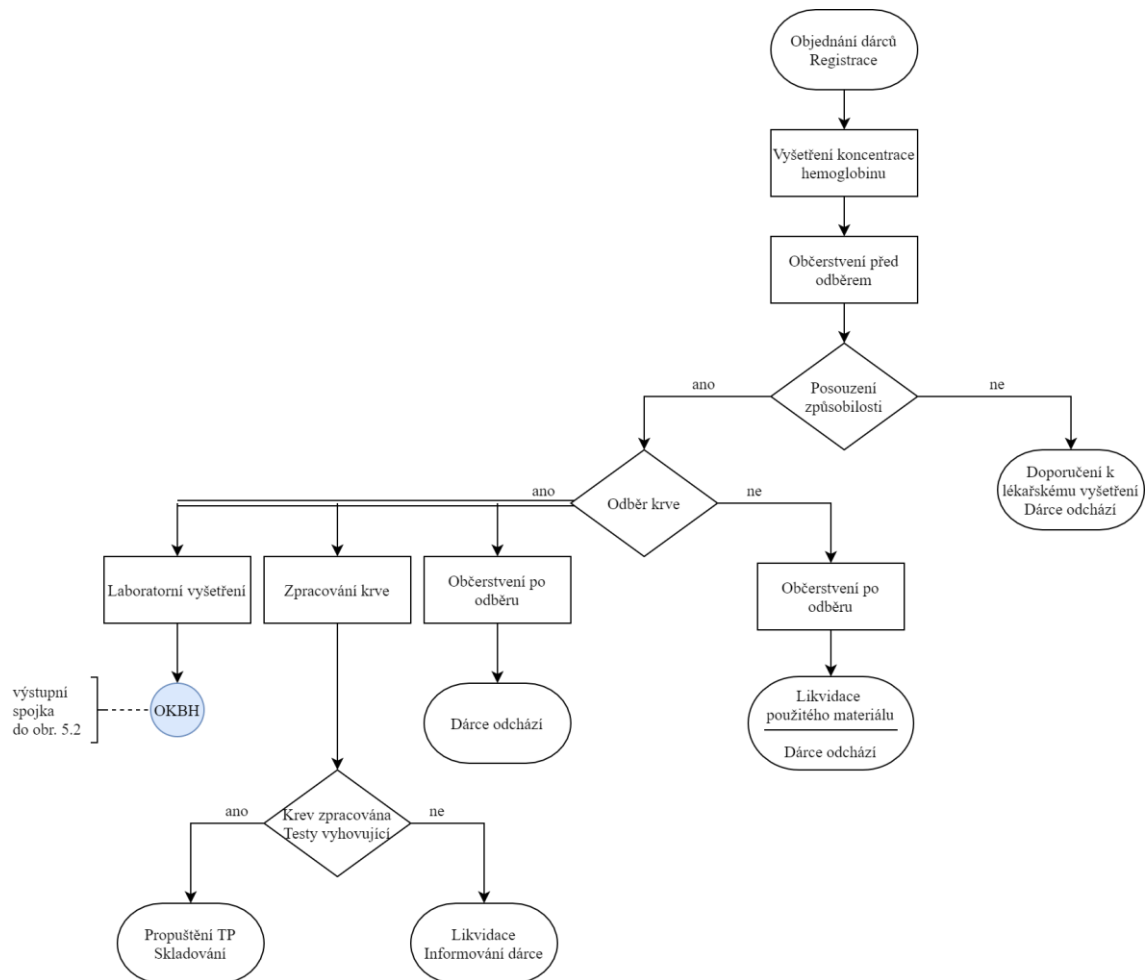 Objednání dárců
Registrace
Vyšetření koncentrace
hemoglobinu
Občerstvení před
odběrem
ano
Posouzení
způsobilosti
ne
Doporučení k
lékařskému vyšetření
Dárce odchází
ano
Odběr krve
ne
Laboratorní vyšetření
Zpracování krve
Občerstvení po
odběru
Občerstvení po
odběru
výstupní
spojka
do obr. 5.2
OKBH
Dárce odchází
Likvidace
použitého materiálu
Dárce odchází
ano
Krev zpracována
Testy vyhovující
ne
Propuštění TP
Skladování
Likvidace
Informování dárce